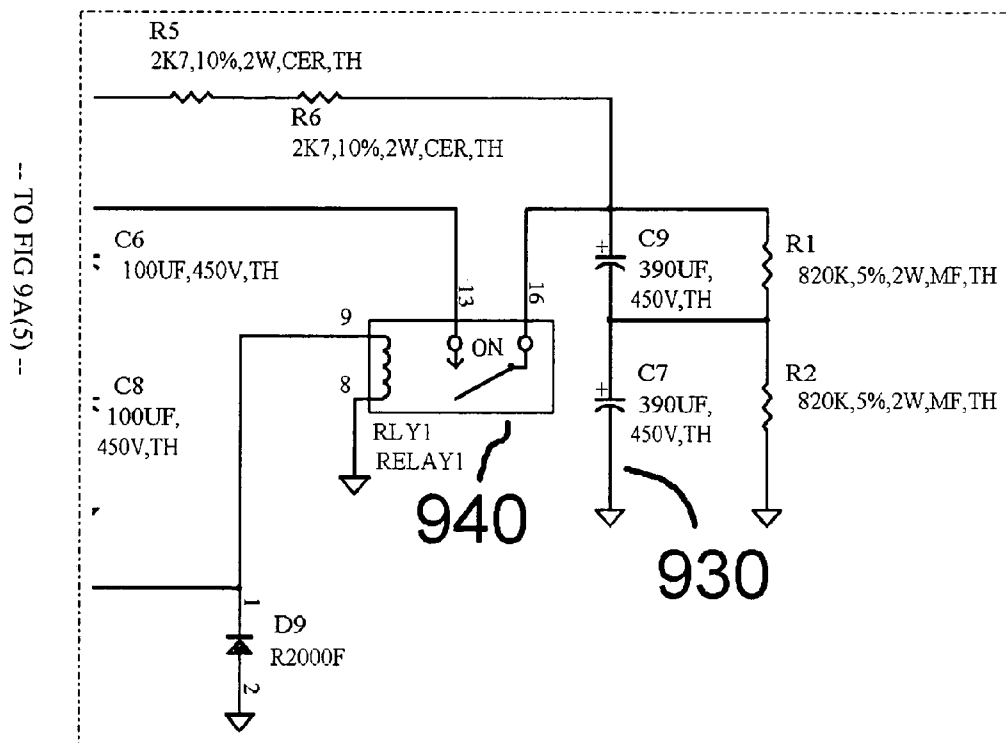 R5
2K7,10%,2W,CER,TH
R6
2K7,10%,2W,CER,TH
-- TO FIG 9A(5) --
C6
100UF,450V,TH
13
16
C9
390UF,
450V,TH
R1
820K,5%,2W,MF,TH
9
ON
8
C8
100UF,
450V,TH
C7
390UF,
450V,TH
R2
820K,5%,2W,MF,TH
RLY1
RELAY1
940
930
1
D9
R2000F
2